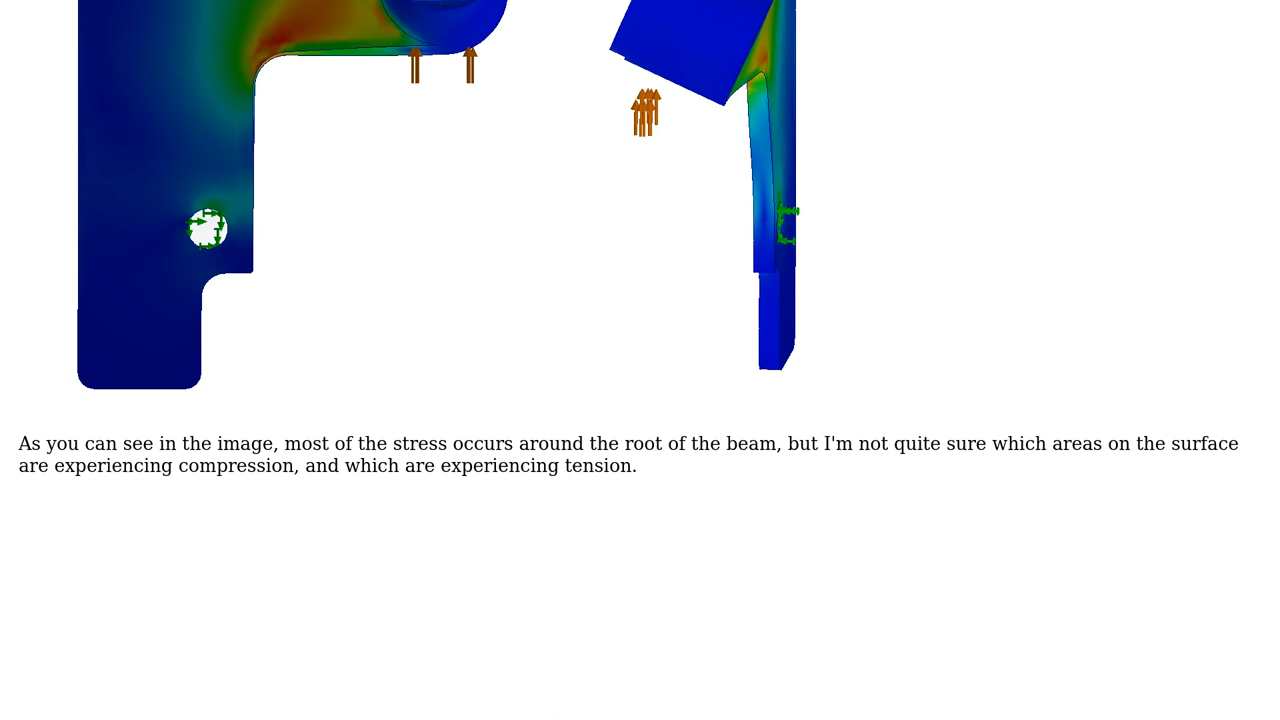 As you can see in the image, most of the stress occurs around the root of the beam, but I'm not quite sure which areas on the surface
are experiencing compression, and which are experiencing tension.